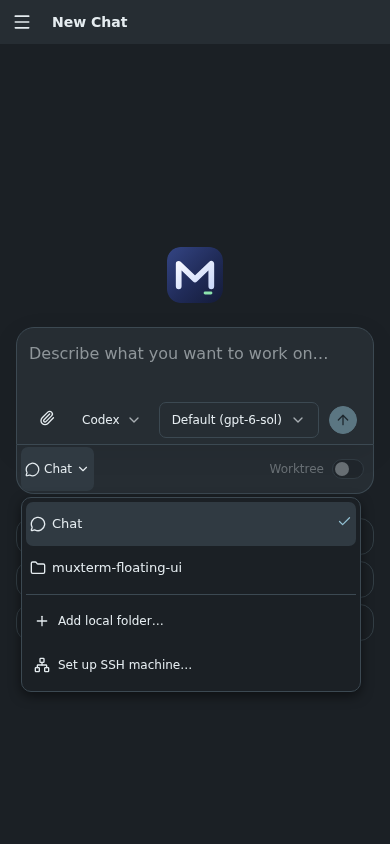 New Chat
Describe what you want to work on...
Codex
Default (gpt-6-sol)
Chat
Worktree
Chat
muxterm-floating-ui
Add local folder...
Set up SSH machine...